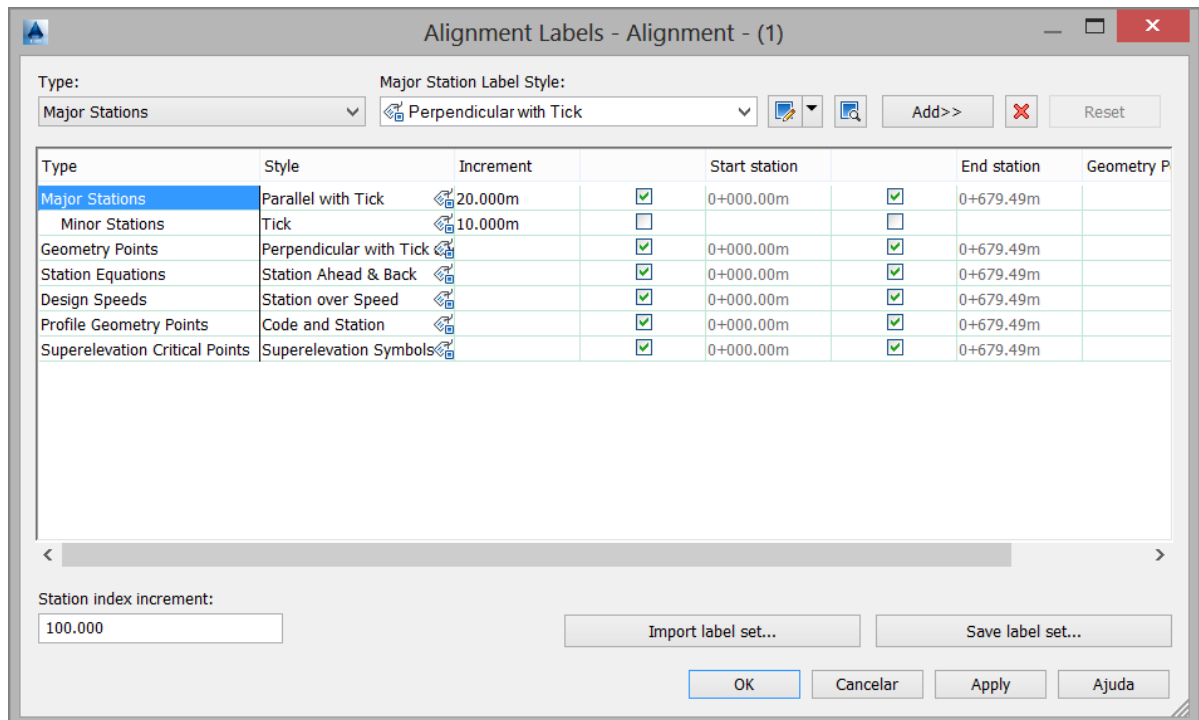 Alignment Labels - Alignment - (1)
Type: Major Station Label Style:
Major Stations Perpendicular with Tick Add>> Reset
Type Style Increment Start station End station Geometry P
Major Stations Parallel with Tick 20.000m 0+000.00m 0+679.49m
Minor Stations Tick 10.000m
Geometry Points Perpendicular with Tick 0+000.00m 0+679.49m
Station Equations Station Ahead & Back 0+000.00m 0+679.49m
Design Speeds Station over Speed 0+000.00m 0+679.49m
Profile Geometry Points Code and Station 0+000.00m 0+679.49m
Superelevation Critical Points Superelevation Symbols 0+000.00m 0+679.49m
Station index increment:
100.000 Import label set... Save label set...
OK Cancelar Apply Ajuda